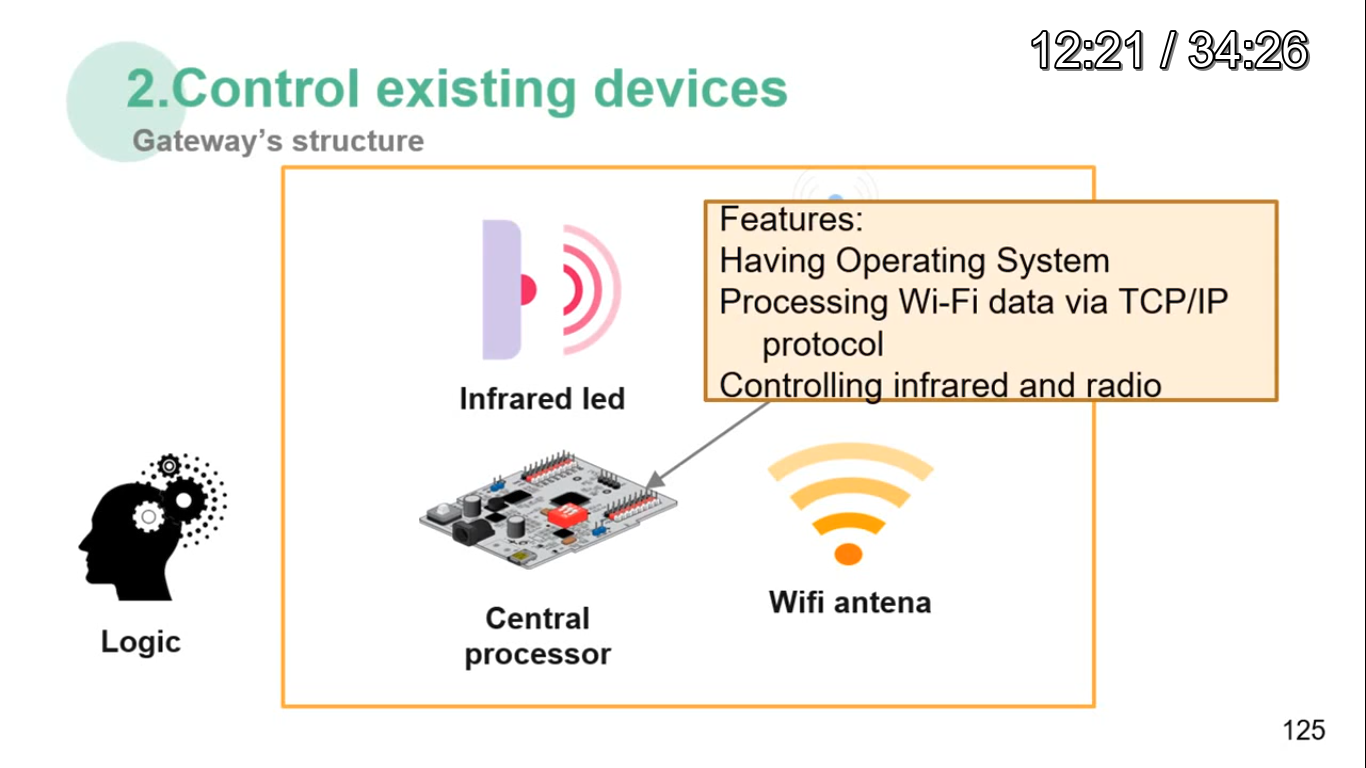 12:21 / 34:26
2.Control existing devices
Gateway’s structure
Features:
Having Operating System
Processing Wi-Fi data via TCP/IP
protocol
Controlling infrared and radio
Infrared led
Wifi antena
Central
processor
Logic
125